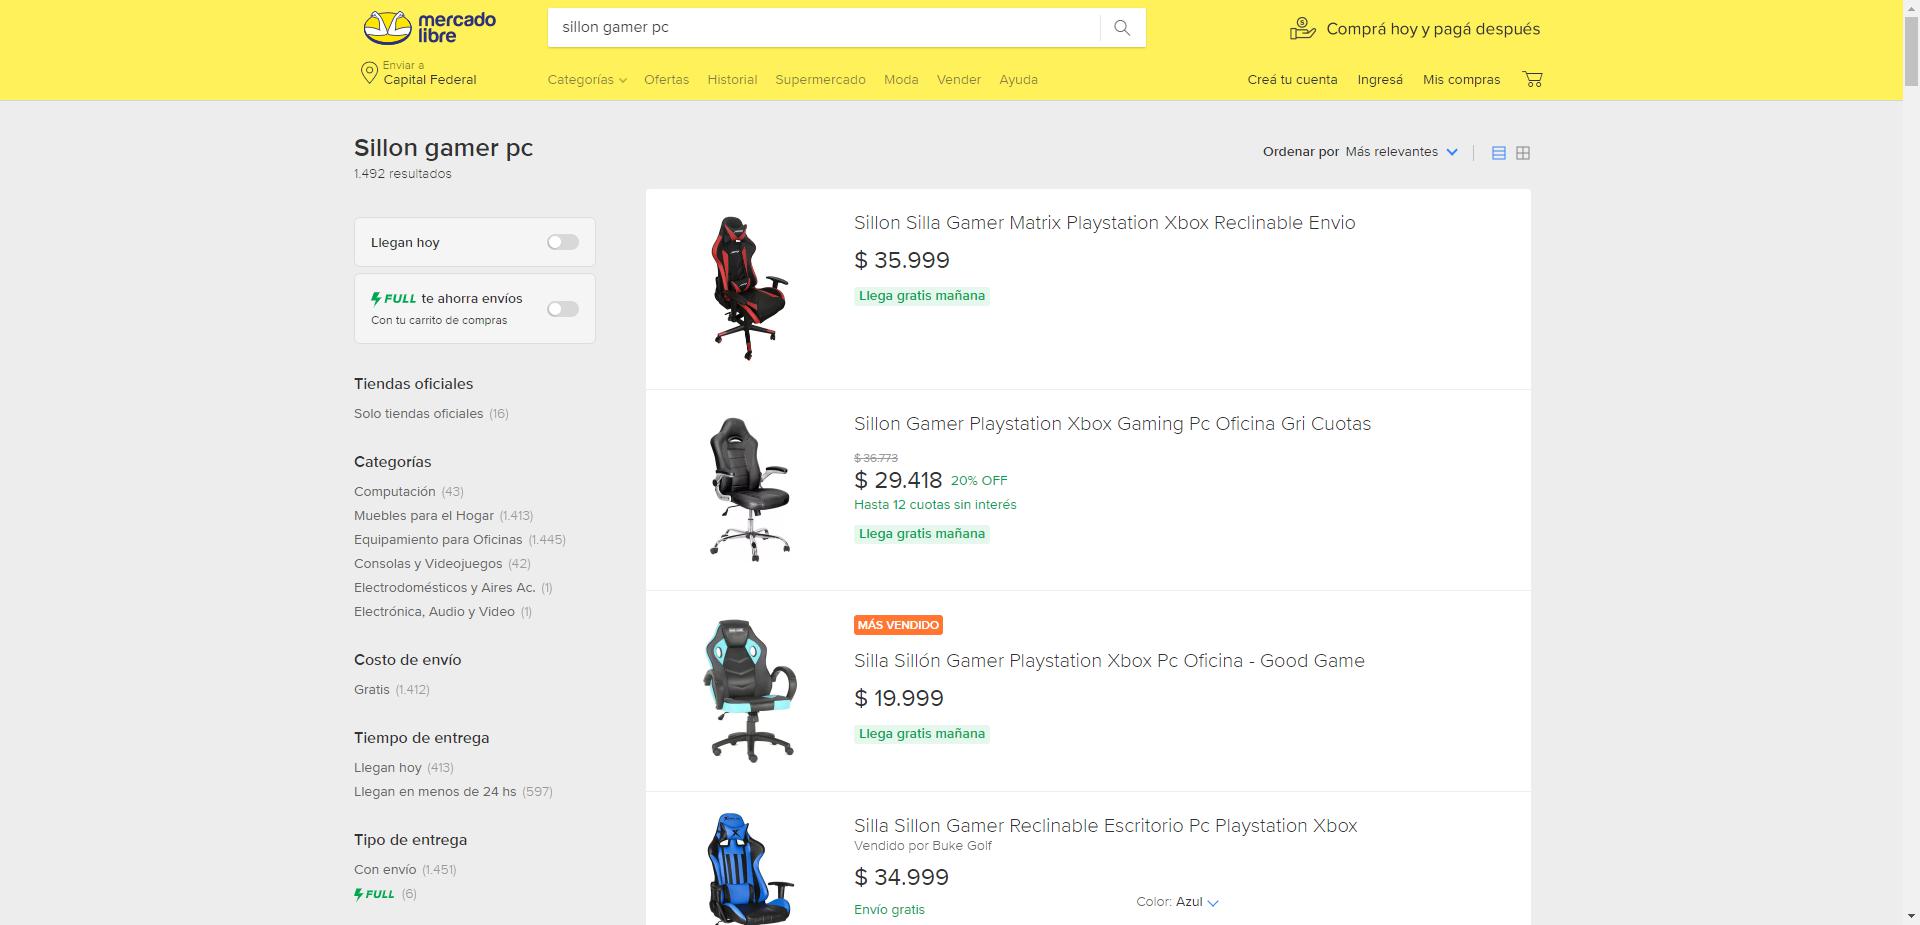 mercado
libre
sillon gamer pc
Comprá hoy y pagá después
Enviar a
Capital Federal
Categorías
Ofertas
Historial
Supermercado
Moda
Vender
Ayuda
Creá tu cuenta
Ingresá
Mis compras
Sillon gamer pc
1.492 resultados
Ordenar por Más relevantes
Llegan hoy
FULL te ahorra envíos
Con tu carrito de compras
Tiendas oficiales
Solo tiendas oficiales (16)
Categorías
Computación (43)
Muebles para el Hogar (1.413)
Equipamiento para Oficinas (1.445)
Consolas y Videojuegos (42)
Electrodomésticos y Aires Ac. (1)
Electrónica, Audio y Video (1)
Costo de envío
Gratis (1.412)
Tiempo de entrega
Llegan hoy (413)
Llegan en menos de 24 hs (597)
Tipo de entrega
Con envío (1.451)
FULL (6)
Sillon Silla Gamer Matrix Playstation Xbox Reclinable Envio
$ 35.999
Llega gratis mañana
Sillon Gamer Playstation Xbox Gaming Pc Oficina Gri Cuotas
$ 36.773
$ 29.418 20% OFF
Hasta 12 cuotas sin interés
Llega gratis mañana
MÁS VENDIDO
Silla Sillón Gamer Playstation Xbox Pc Oficina - Good Game
$ 19.999
Llega gratis mañana
Silla Sillon Gamer Reclinable Escritorio Pc Playstation Xbox
Vendido por Buke Golf
$ 34.999
Envío gratis
Color: Azul